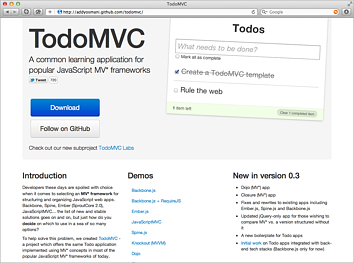 TodoMVC
addyosmani.github.com/todomvc/
Google
TodoMVC
A common learning application for
popular JavaScript MV* frameworks
Tweet
Download
Follow on GitHub
Check out our new subproject TodoMVC Labs
Todos
What needs to be done?
Mark all as complete
Create a TodoMVC template
Rule the web
1 item left
Clear 1 completed item
Introduction
Developers these days are spoiled with choice
when it comes to selecting an MV* framework for
structuring and organizing JavaScript web apps.
Backbone, Spine, Ember (SproutCore 2.0),
JavaScriptMVC... the list of new and stable
solutions goes on and on, but just how do you
decide on which to use in a sea of so many
options?
To help solve this problem, we created TodoMVC -
a project which offers the same Todo application
implemented using MV* concepts in most of the
popular JavaScript MV* frameworks of today.
Demos
Backbone.js
Backbone.js + RequireJS
Ember.js
JavaScriptMVC
Spine.js
Knockout (MVVM)
Dojo
New in version 0.3
Dojo (MV*) app
Closure (MV*) app
Fixes and rewrites to existing apps including
Ember.js, Spine.js and Backbone.js
Updated jQuery-only app for those wishing
to compare MV* vs. a version structured without
it
A new boilerplate for Todo apps
Initial work on Todo apps integrated with back-
end stacks (Backbone.js only for now)